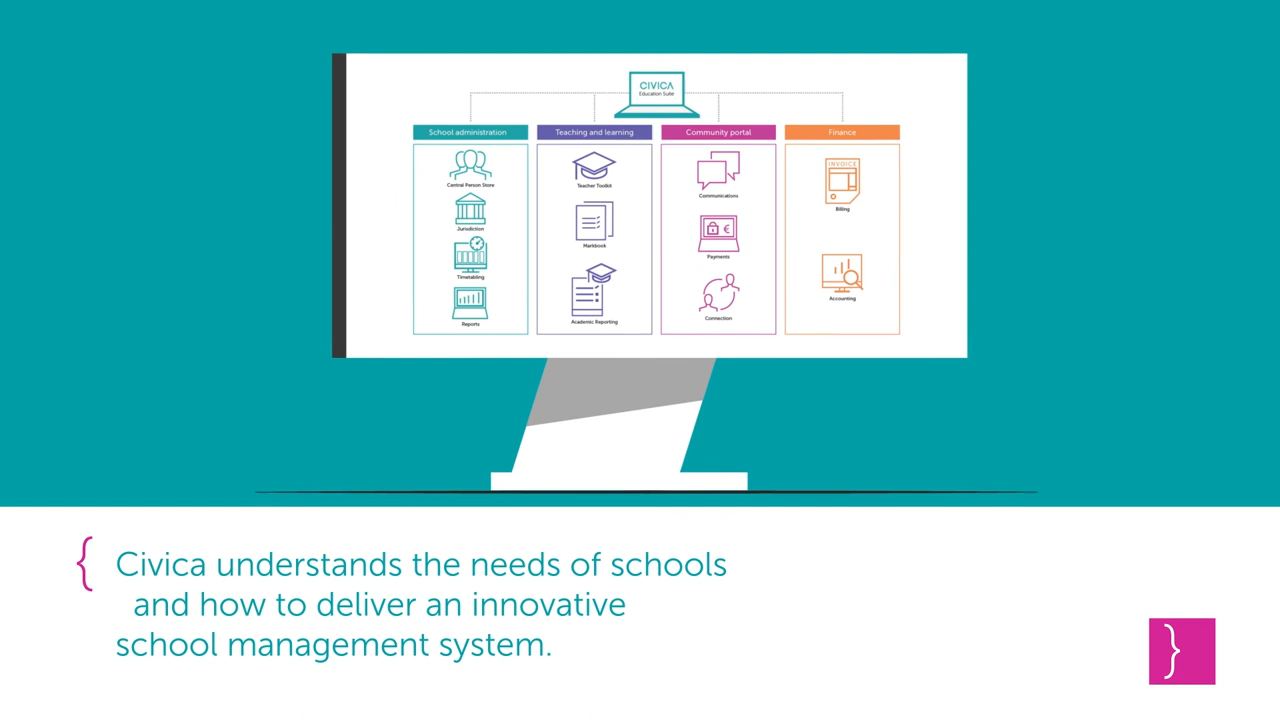 CIVICA
Education Suite
School administration
Central Person Store
Jurisdiction
Timetabling
Reports
Teaching and learning
Teacher Toolkit
Markbook
Academic Reporting
Community portal
Communications
€
Payments
Connection
Finance
INVOICE
Billing
Accounting
{ Civica understands the needs of schools
and how to deliver an innovative
school management system.
}